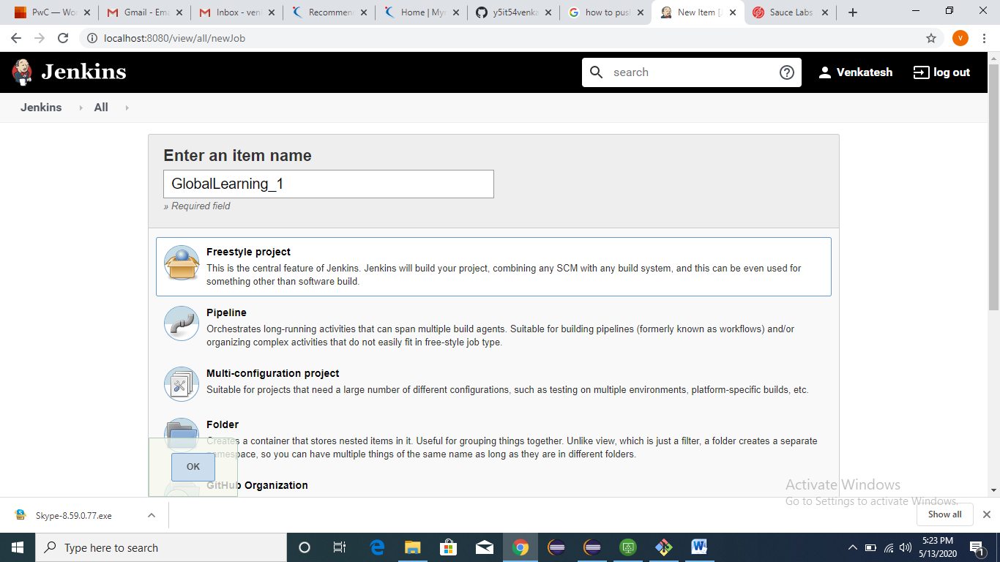 PwC — Wor
Gmail - Ema
Inbox - ven
Recommen
Home | Myn
y5it54venka
how to pus
New Item [J
Sauce Labs
localhost:8080/view/all/newJob
V
Jenkins
search
Venkatesh
log out
Jenkins
All
Enter an item name
GlobalLearning_1
» Required field
Freestyle project
This is the central feature of Jenkins. Jenkins will build your project, combining any SCM with any build system, and this can be even used for
something other than software build.
Pipeline
Orchestrates long-running activities that can span multiple build agents. Suitable for building pipelines (formerly known as workflows) and/or
organizing complex activities that do not easily fit in free-style job type.
Multi-configuration project
Suitable for projects that need a large number of different configurations, such as testing on multiple environments, platform-specific builds, etc.
Folder
Creates a container that stores nested items in it. Useful for grouping things together. Unlike view, which is just a filter, a folder creates a separate
namespace, so you can have multiple things of the same name as long as they are in different folders.
OK
GitHub Organization
Activate Windows
Go to Settings to activate Windows.
Skype-8.59.0.77.exe
Show all
Type here to search
5:23 PM
5/13/2020
1